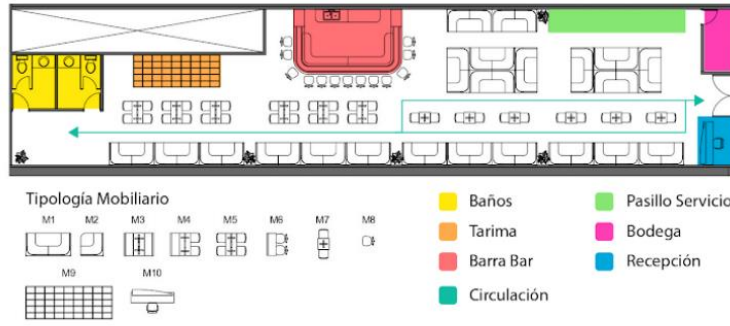 Tipología Mobiliario
M1 M2 M3 M4 M5 M6 M7 M8
M9 M10
Baños
Tarima
Barra Bar
Circulación
Pasillo Servicio
Bodega
Recepción